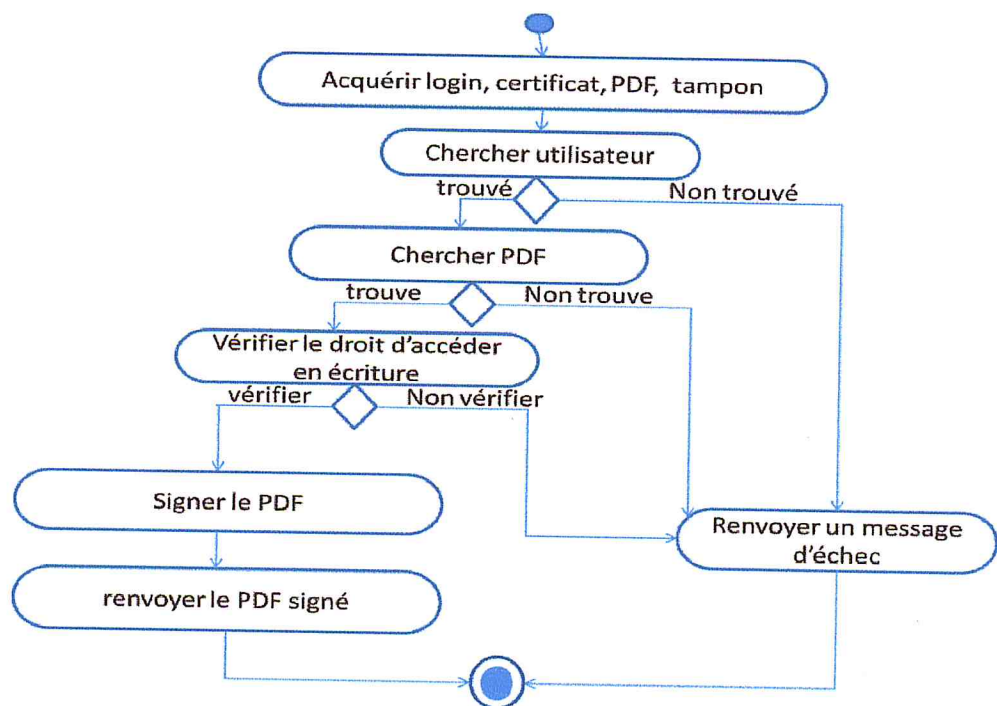 Acquérir login, certificat, PDF, tampon
Chercher utilisateur
trouvé
Non trouvé
Chercher PDF
trouve
Non trouve
Vérifier le droit d'accéder
en écriture
vérifier
Non vérifier
Signer le PDF
Renvoyer un message
d'échec
renvoyer le PDF signé